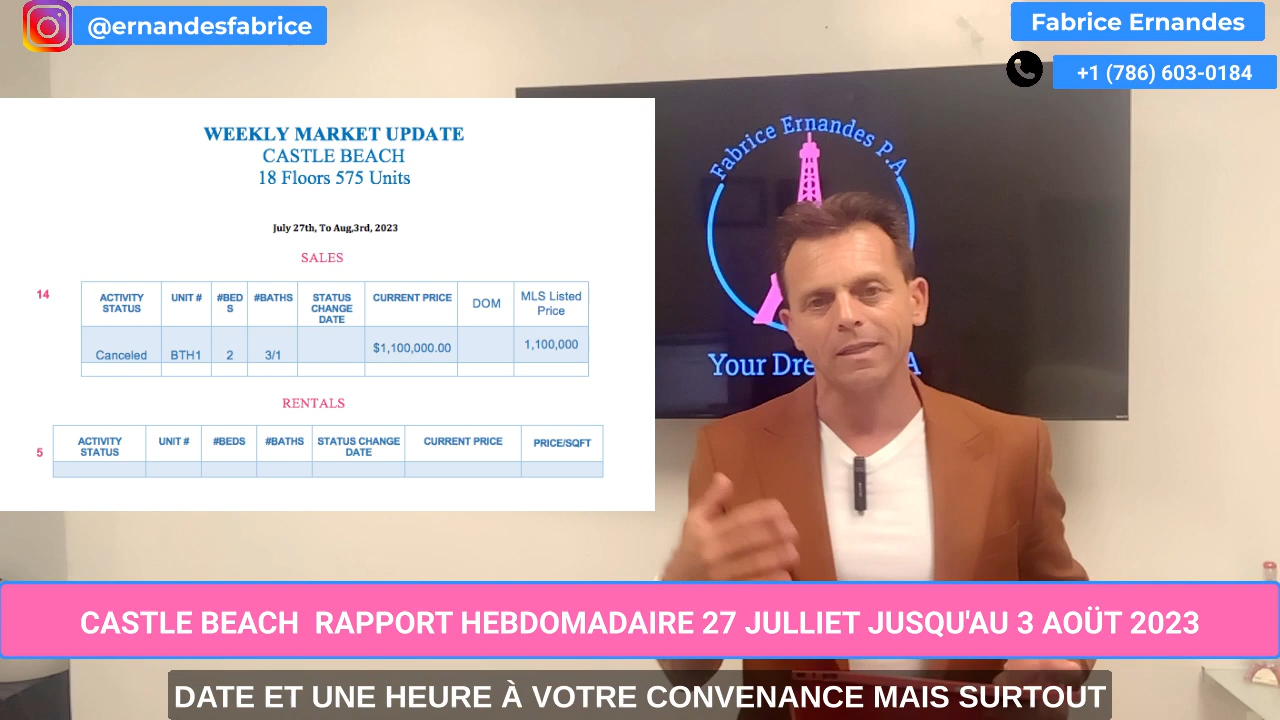 @ernandesfabrice
Fabrice Ernandes
+1 (786) 603-0184
WEEKLY MARKET UPDATE
CASTLE BEACH
18 Floors 575 Units
July 27th, To Aug,3rd, 2023
SALES
14
ACTIVITY STATUS UNIT # #BED S #BATHS STATUS CHANGE DATE CURRENT PRICE DOM MLS Listed Price
Canceled BTH1 2 3/1 $1,100,000.00 1,100,000
RENTALS
5
ACTIVITY STATUS UNIT # #BEDS #BATHS STATUS CHANGE DATE CURRENT PRICE PRICE/SQFT
Fabrice Ernandes P.A
Your Dre A
CASTLE BEACH RAPPORT HEBDOMADAIRE 27 JULLIET JUSQU'AU 3 AOÜT 2023
DATE ET UNE HEURE À VOTRE CONVENANCE MAIS SURTOUT